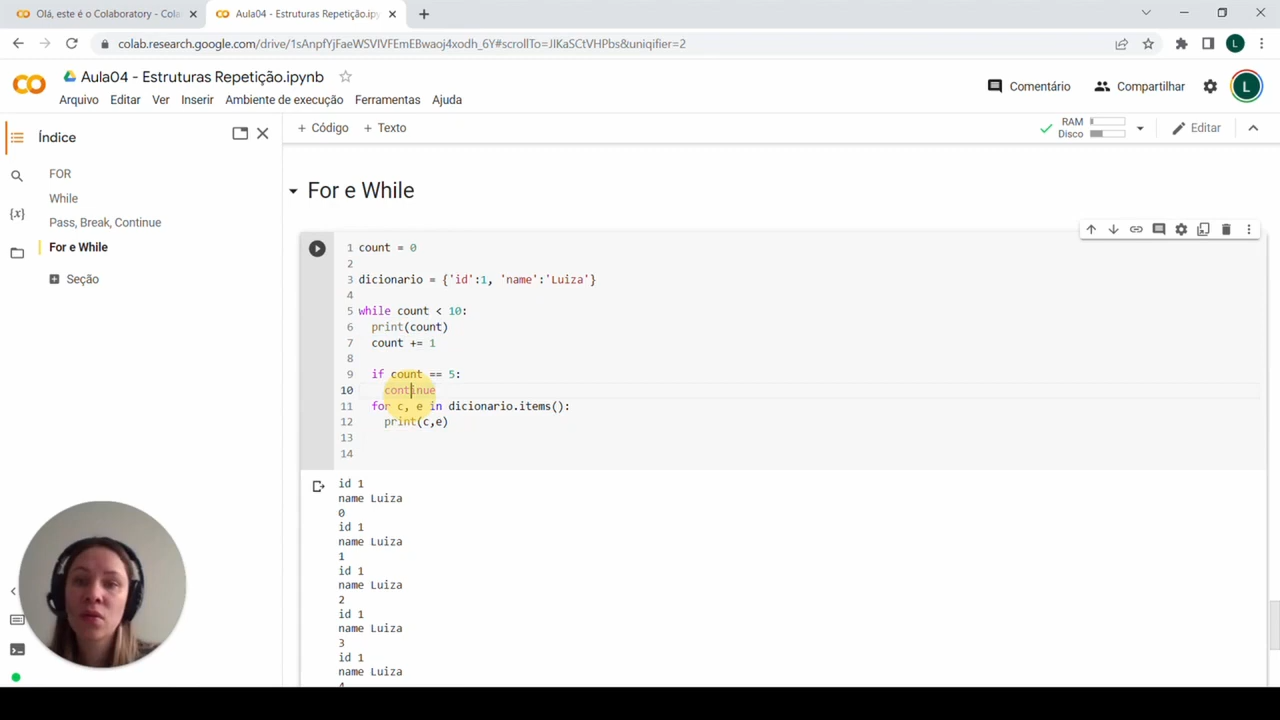 Olá, este é o Colaboratory - Cola
Aula04 - Estruturas Repetição.ipyn
colab.research.google.com/drive/1sAnpfYjFaeWSVIVFEmEBwaoj4xodh_6Y#scrollTo=JIKaSCtVHPbs&uniqifier=2
L
Aula04 - Estruturas Repetição.ipynb
Arquivo Editar Ver Inserir Ambiente de execução Ferramentas Ajuda
Comentário Compartilhar L
Índice
+ Código + Texto
RAM
Disco
Editar
FOR
While
Pass, Break, Continue
For e While
Seção
{x}
For e While
1 count = 0
2
3 dicionario = {'id':1, 'name':'Luiza'}
4
5 while count < 10:
6 print(count)
7 count += 1
8
9 if count == 5:
10 continue
11 for c, e in dicionario.items():
12 print(c,e)
13
14
id 1
name Luiza
0
id 1
name Luiza
1
id 1
name Luiza
2
id 1
name Luiza
3
id 1
name Luiza
4